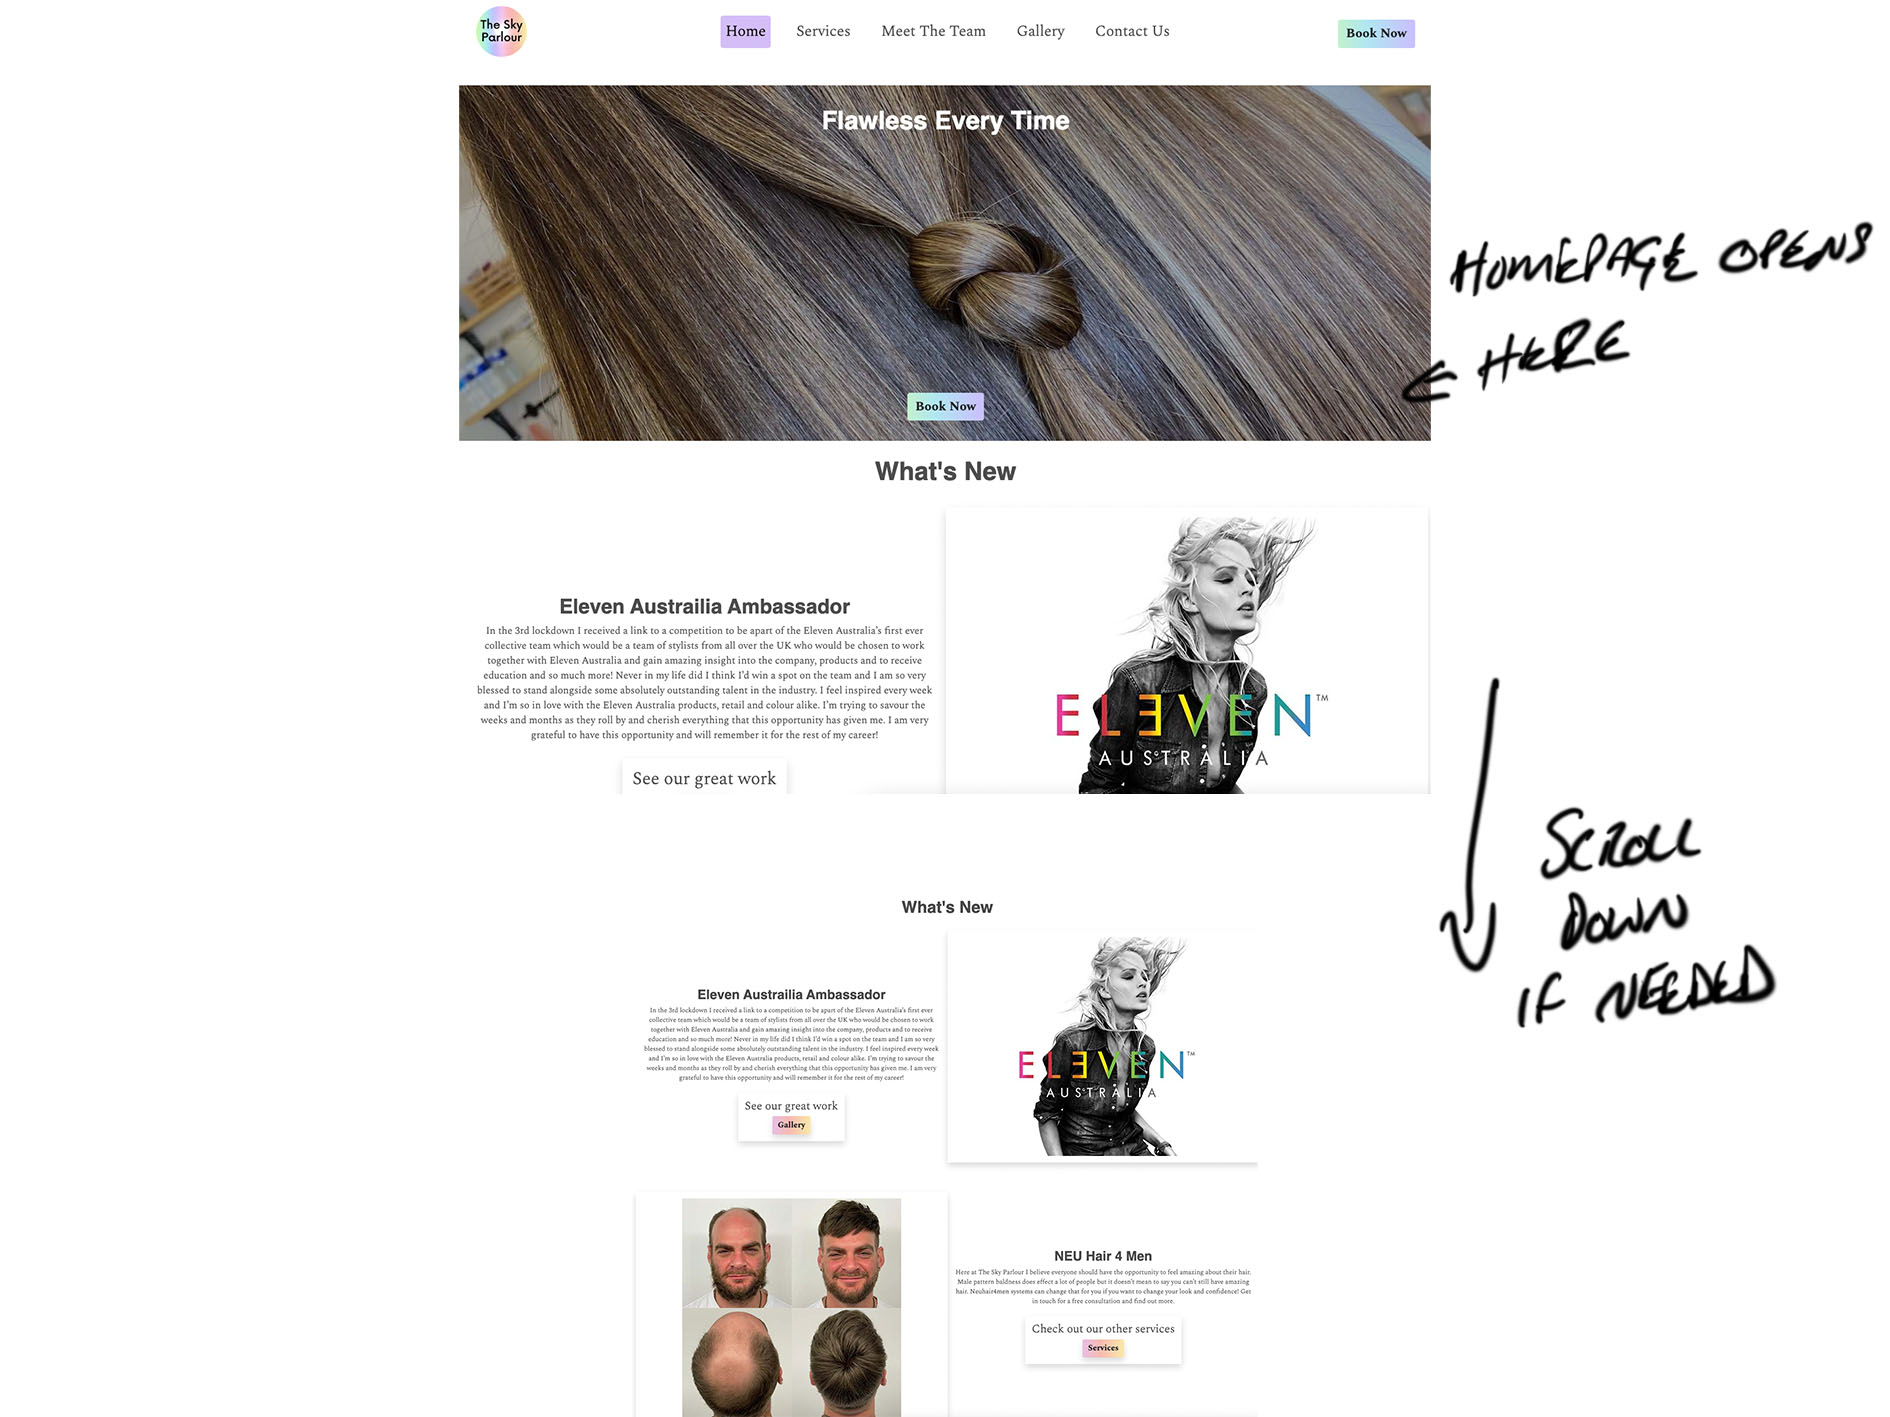 The Sky
Parlour
Home Services Meet The Team Gallery Contact Us
Book Now
Flawless Every Time
HOMEPAGE OPENS
← HERE
Book Now
What's New
Eleven Austrailia Ambassador
In the 3rd lockdown I received a link to a competition to be apart of the Eleven Australia's first ever
collective team which would be a team of stylists from all over the UK who would be chosen to work
together with Eleven Australia and gain amazing insight into the company, products and to receive
education and so much more! Never in my life did I think I'd win a spot on the team and I am so very
blessed to stand alongside some absolutely outstanding talent in the industry. I feel inspired every week
and I'm so in love with the Eleven Australia products, retail and colour alike. I'm trying to savour the
weeks and months as they roll by and cherish everything that this opportunity has given me. I am very
grateful to have this opportunity and will remember it for the rest of my career!
See our great work
ELEVEN™
AUSTRALIA
SCROLL
DOWN
IF NEEDED
What's New
Eleven Austrailia Ambassador
In the 3rd lockdown I received a link to a competition to be apart of the Eleven Australia's first ever
collective team which would be a team of stylists from all over the UK who would be chosen to work
together with Eleven Australia and gain amazing insight into the company, products and to receive
education and so much more! Never in my life did I think I'd win a spot on the team and I am so very
blessed to stand alongside some absolutely outstanding talent in the industry. I feel inspired every week
and I'm so in love with the Eleven Australia products, retail and colour alike. I'm trying to savour the
weeks and months as they roll by and cherish everything that this opportunity has given me. I am very
grateful to have this opportunity and will remember it for the rest of my career!
See our great work
Gallery
ELEVEN™
AUSTRALIA
NEU Hair 4 Men
Here at The Sky Parlour I believe everyone should have the opportunity to feel amazing about their hair.
Male pattern baldness does effect a lot of people but it doesn't mean to say you can't still have amazing
hair. Neuhair4men systems can change that for you if you want to change your look and confidence! Get
in touch for a free consultation and find out more.
Check out our other services
Services